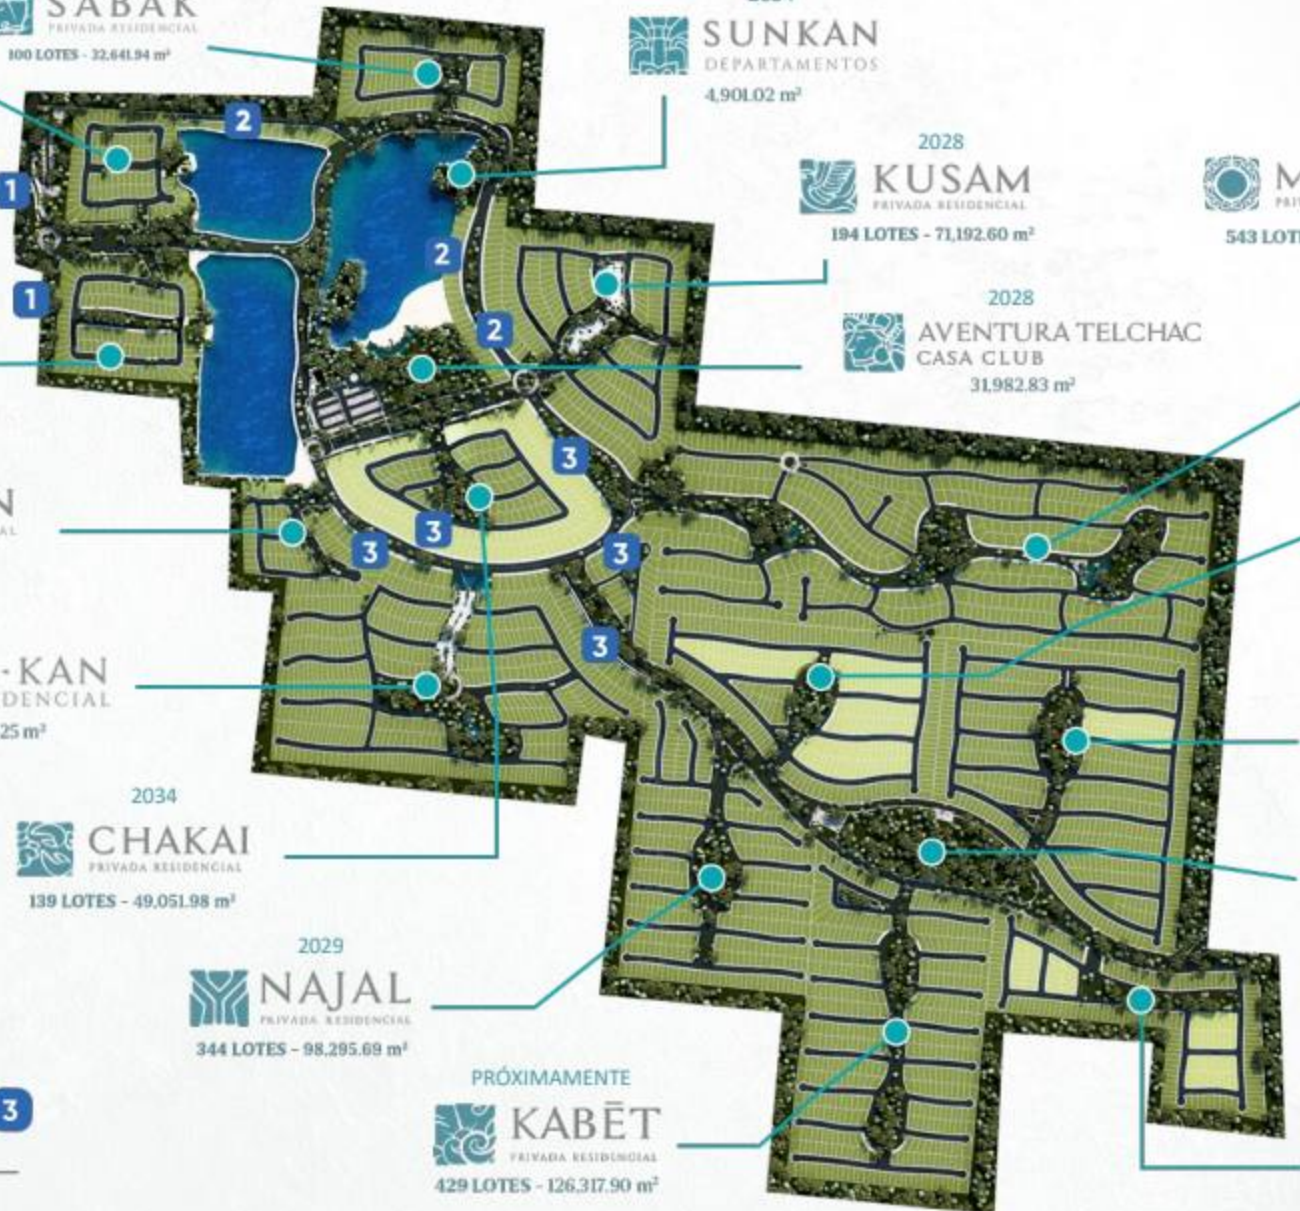 SABAK
PRIVADA RESIDENCIAL
100 LOTES - 32,641.94 m²
SUNKAN
DEPARTAMENTOS
4,901.02 m²
2028
KUSAM
PRIVADA RESIDENCIAL
194 LOTES - 71,192.60 m²
M
543 LOT
2028
AVENTURA TELCHAC
CASA CLUB
31,982.83 m²
1
2
1
2
2
3
3
3
3
3
N
AL
-KAN
DENCIAL
25 m²
2034
CHAKAI
PRIVADA RESIDENCIAL
139 LOTES - 49,051.98 m²
2029
NAJAL
PRIVADA RESIDENCIAL
344 LOTES - 98,295.69 m²
PRÓXIMAMENTE
KABĒT
PRIVADA RESIDENCIAL
429 LOTES - 126,317.90 m²
3